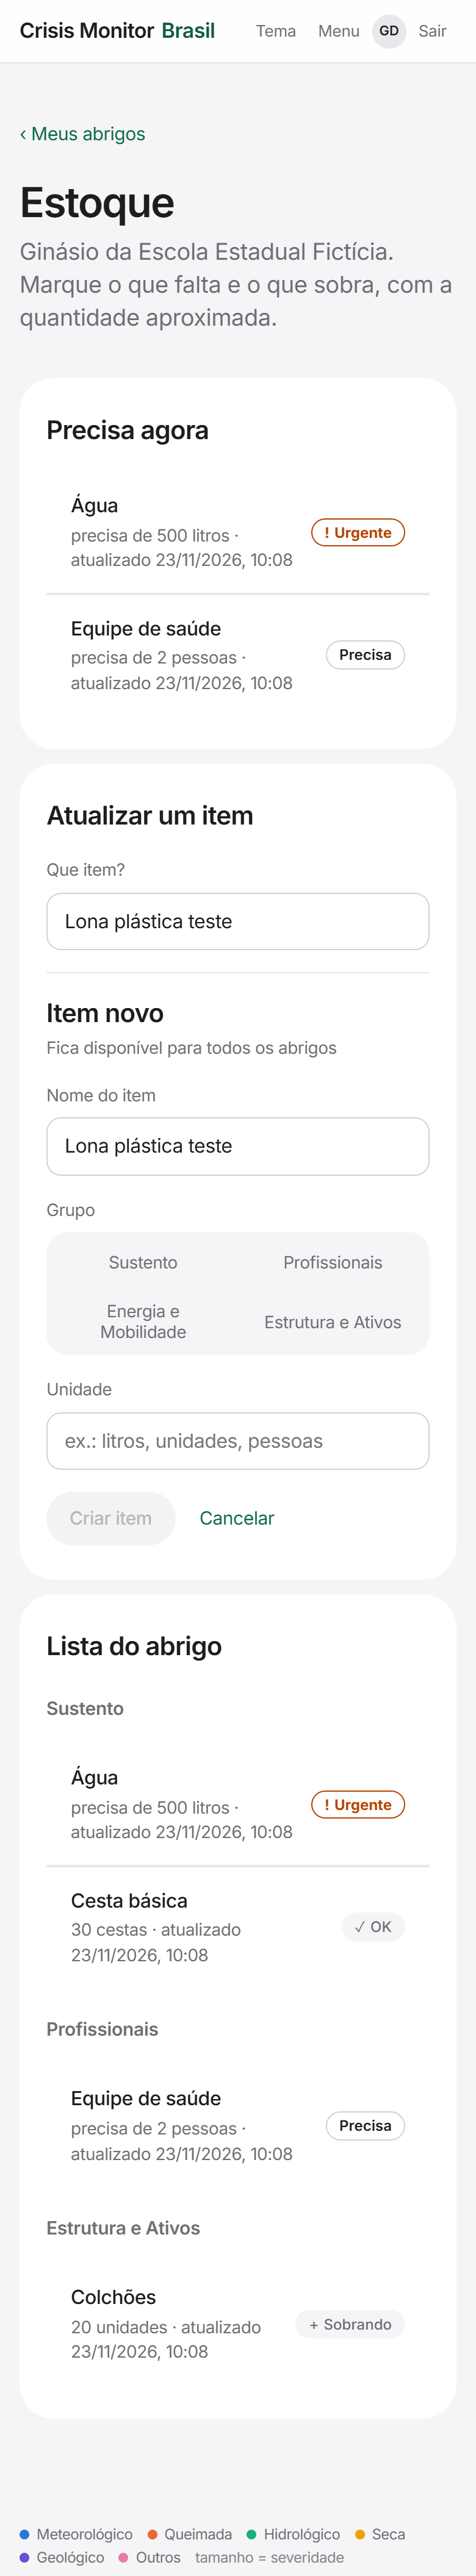 Crisis Monitor Brasil Tema Menu GD Sair
‹ Meus abrigos
Estoque
Ginásio da Escola Estadual Fictícia.
Marque o que falta e o que sobra, com a
quantidade aproximada.
Precisa agora
Água
precisa de 500 litros ·
atualizado 23/11/2026, 10:08
! Urgente
Equipe de saúde
precisa de 2 pessoas ·
atualizado 23/11/2026, 10:08
Precisa
Atualizar um item
Que item?
Lona plástica teste
Item novo
Fica disponível para todos os abrigos
Nome do item
Lona plástica teste
Grupo
Sustento
Profissionais
Energia e
Mobilidade
Estrutura e Ativos
Unidade
ex.: litros, unidades, pessoas
Criar item
Cancelar
Lista do abrigo
Sustento
Água
precisa de 500 litros ·
atualizado 23/11/2026, 10:08
! Urgente
Cesta básica
30 cestas · atualizado
23/11/2026, 10:08
✓ OK
Profissionais
Equipe de saúde
precisa de 2 pessoas ·
atualizado 23/11/2026, 10:08
Precisa
Estrutura e Ativos
Colchões
20 unidades · atualizado
23/11/2026, 10:08
+ Sobrando
Meteorológico Queimada Hidrológico Seca
Geológico Outros tamanho = severidade